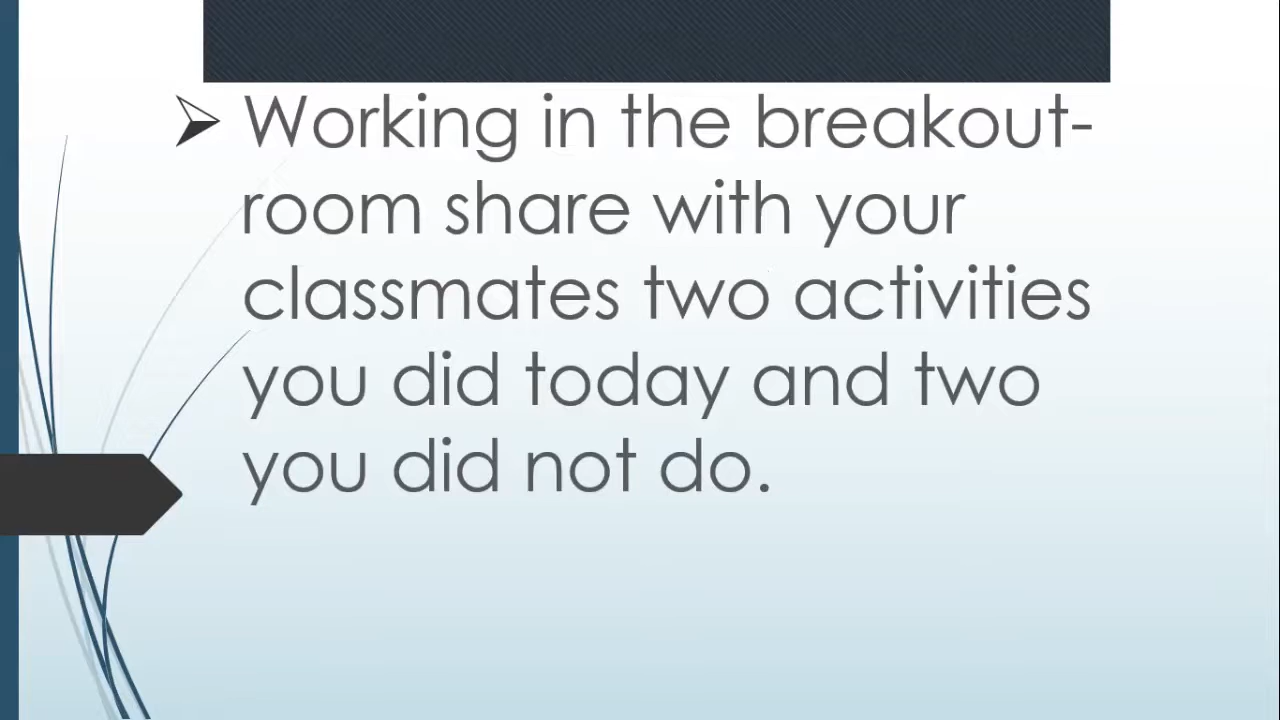 Working in the breakout-
room share with your
classmates two activities
you did today and two
you did not do.